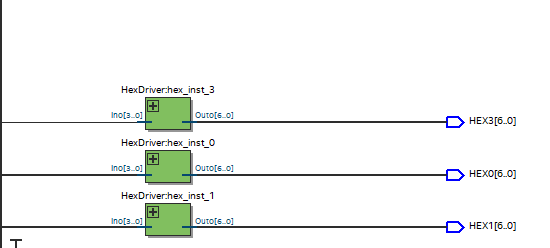 HexDriver:hex_inst_3
In0[3..0] Out0[6..0] HEX3[6..0]
HexDriver:hex_inst_0
In0[3..0] Out0[6..0] HEX0[6..0]
HexDriver:hex_inst_1
In0[3..0] Out0[6..0] HEX1[6..0]